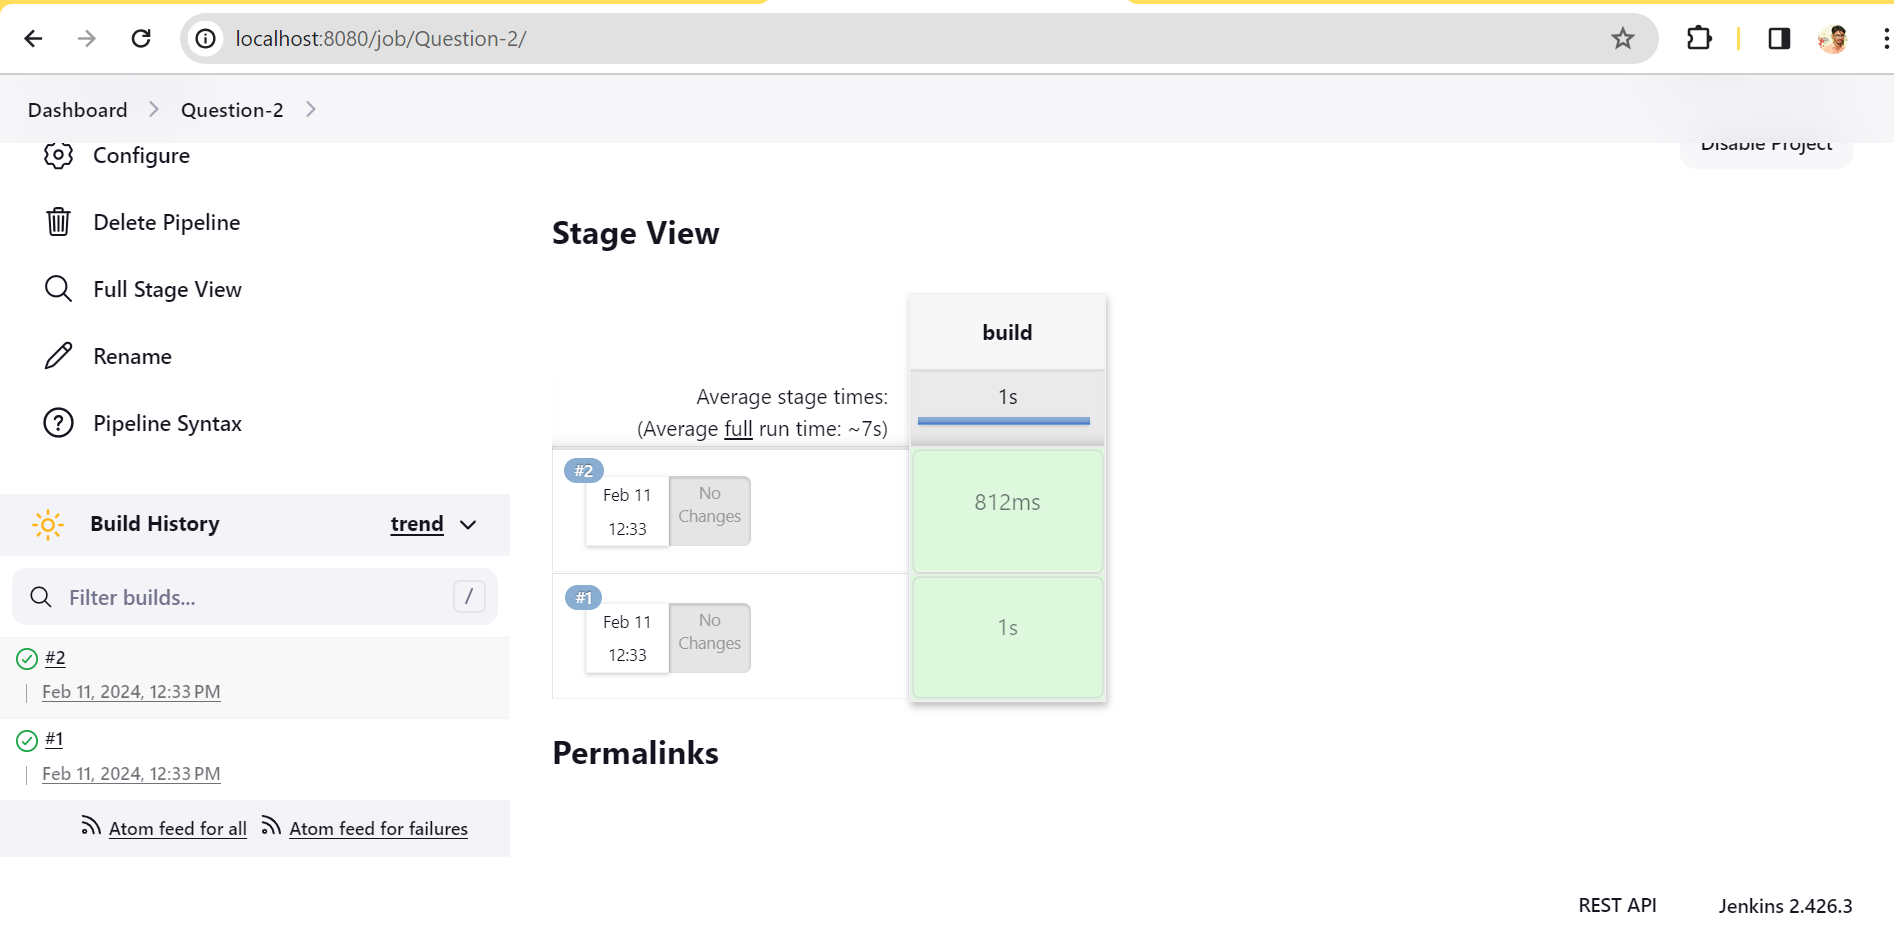 localhost:8080/job/Question-2/
Dashboard
Question-2
Configure
Disable Project
Delete Pipeline
Full Stage View
Rename
Pipeline Syntax
Build History
trend
Filter builds...
/
#2
Feb 11, 2024, 12:33 PM
#1
Feb 11, 2024, 12:33 PM
Atom feed for all
Atom feed for failures
Stage View
build
Average stage times:
(Average full run time: ~7s)
1s
#2
Feb 11
12:33
No
Changes
812ms
#1
Feb 11
12:33
No
Changes
1s
Permalinks
REST API
Jenkins 2.426.3